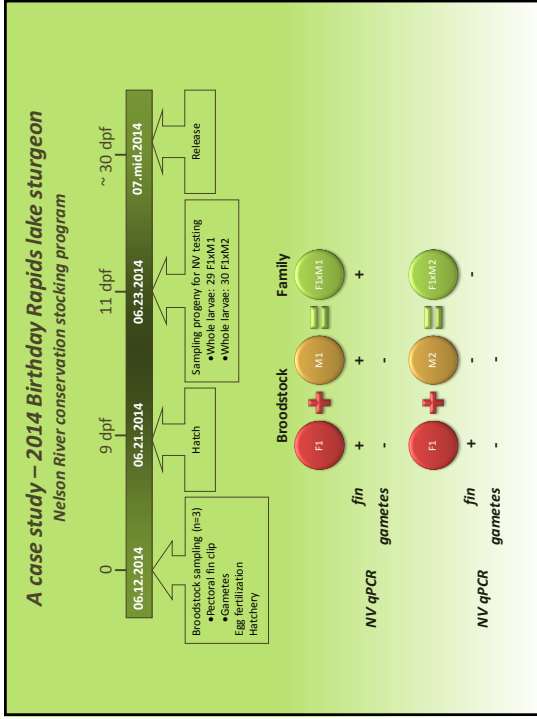 A case study – 2014 Birthday Rapids lake sturgeon
Nelson River conservation stocking program
0 9 dpf 11 dpf ~ 30 dpf
06.12.2014 06.21.2014 06.23.2014 07.mid.2014
Broodstock sampling (n=3)
•Pectoral fin clip
•Gametes
Egg fertilization
Hatchery
Hatch
Sampling progeny for NV testing
•Whole larvae: 29 F1xM1
•Whole larvae: 30 F1xM2
Release
Broodstock Family
F1 M1 F1xM1
fin + + +
gametes - -
NV qPCR
F1 M2 F1xM2
fin + - -
gametes - -
NV qPCR